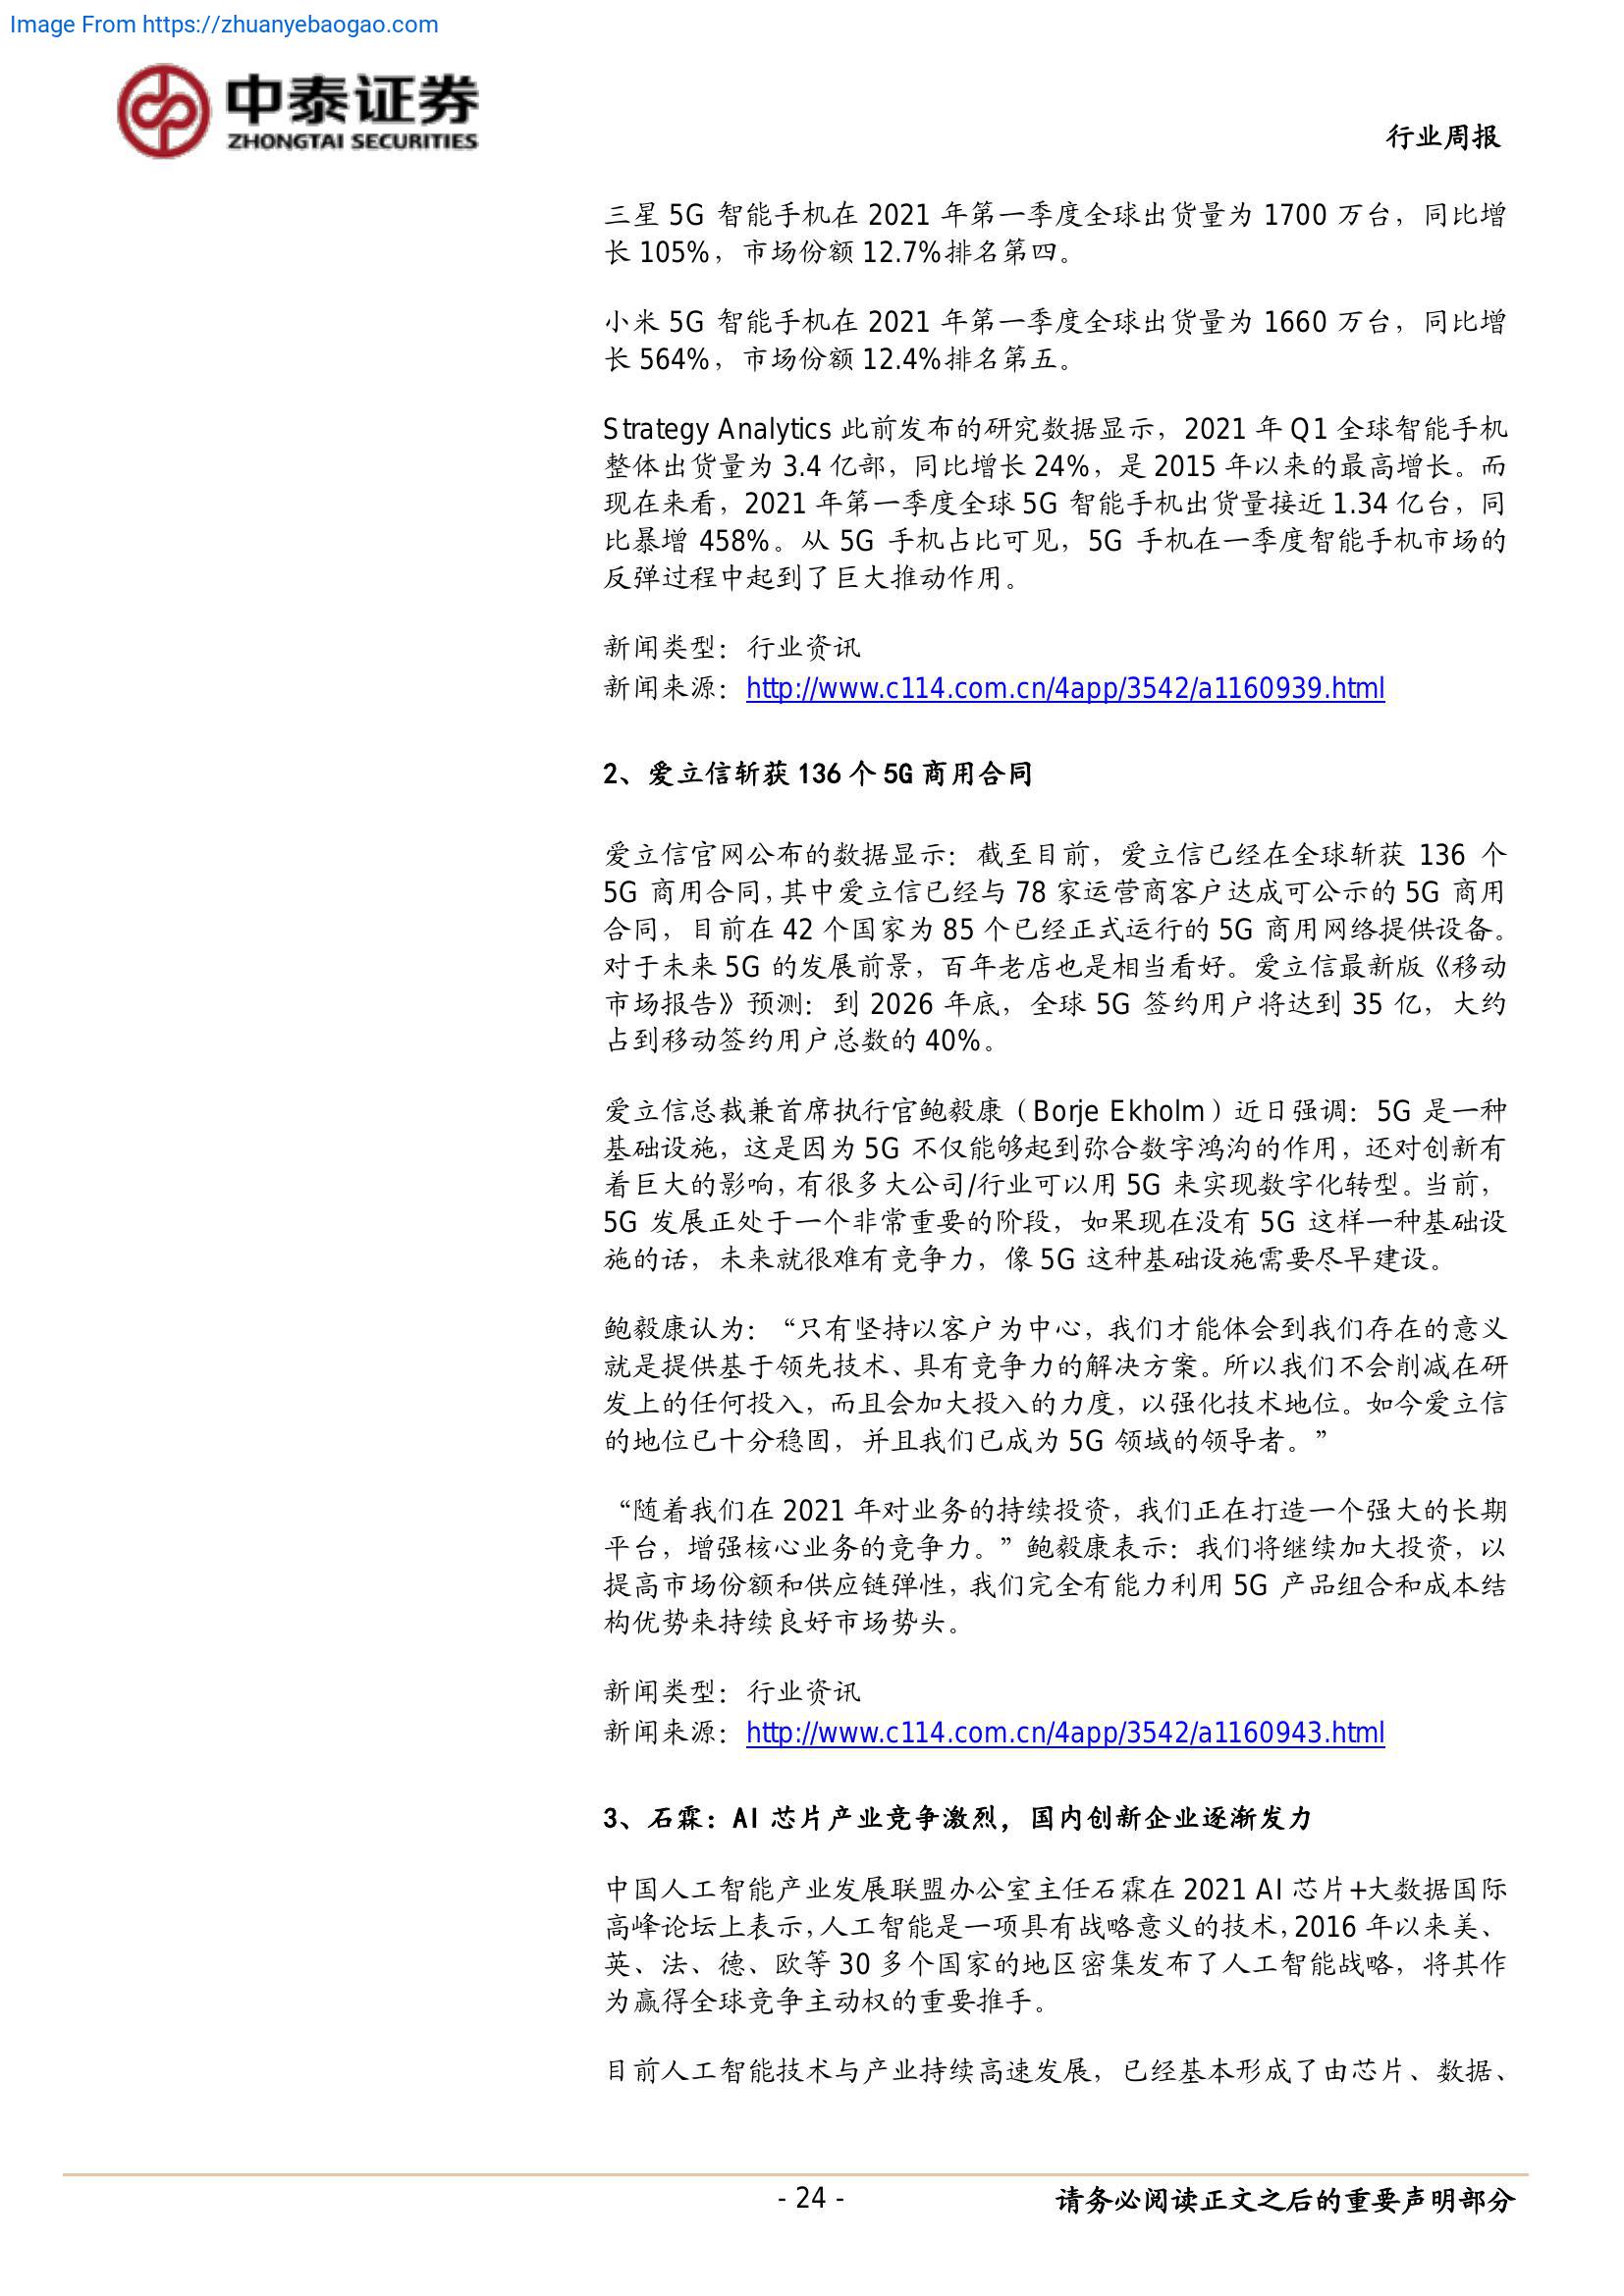 Image From https://zhuanyebaogao.com
中泰证券
ZHONGTAI SECURITIES
行业周报
三星 5G 智能手机在 2021 年第一季度全球出货量为 1700 万台，同比增
长 105%，市场份额 12.7%排名第四。
小米 5G 智能手机在 2021 年第一季度全球出货量为 1660 万台，同比增
长 564%，市场份额 12.4%排名第五。
Strategy Analytics 此前发布的研究数据显示，2021 年 Q1 全球智能手机
整体出货量为 3.4 亿部，同比增长 24%，是 2015 年以来的最高增长。而
现在来看，2021 年第一季度全球 5G 智能手机出货量接近 1.34 亿台，同
比暴增 458%。从 5G 手机占比可见，5G 手机在一季度智能手机市场的
反弹过程中起到了巨大推动作用。
新闻类型：行业资讯
新闻来源：http://www.c114.com.cn/4app/3542/a1160939.html
2、爱立信斩获 136 个 5G 商用合同
爱立信官网公布的数据显示：截至目前，爱立信已经在全球斩获 136 个
5G 商用合同，其中爱立信已经与 78 家运营商客户达成可公示的 5G 商用
合同，目前在 42 个国家为 85 个已经正式运行的 5G 商用网络提供设备。
对于未来 5G 的发展前景，百年老店也是相当看好。爱立信最新版《移动
市场报告》预测：到 2026 年底，全球 5G 签约用户将达到 35 亿，大约
占到移动签约用户总数的 40%。
爱立信总裁兼首席执行官鲍毅康（Borje Ekholm）近日强调：5G 是一种
基础设施，这是因为 5G 不仅能够起到弥合数字鸿沟的作用，还对创新有
着巨大的影响，有很多大公司/行业可以用 5G 来实现数字化转型。当前，
5G 发展正处于一个非常重要的阶段，如果现在没有 5G 这样一种基础设
施的话，未来就很难有竞争力，像 5G 这种基础设施需要尽早建设。
鲍毅康认为：“只有坚持以客户为中心，我们才能体会到我们存在的意义
就是提供基于领先技术、具有竞争力的解决方案。所以我们不会削减在研
发上的任何投入，而且会加大投入的力度，以强化技术地位。如今爱立信
的地位已十分稳固，并且我们已成为 5G 领域的领导者。”
“随着我们在 2021 年对业务的持续投资，我们正在打造一个强大的长期
平台，增强核心业务的竞争力。”鲍毅康表示：我们将继续加大投资，以
提高市场份额和供应链弹性，我们完全有能力利用 5G 产品组合和成本结
构优势来持续良好市场势头。
新闻类型：行业资讯
新闻来源：http://www.c114.com.cn/4app/3542/a1160943.html
3、石霖：AI 芯片产业竞争激烈，国内创新企业逐渐发力
中国人工智能产业发展联盟办公室主任石霖在 2021 AI 芯片+大数据国际
高峰论坛上表示，人工智能是一项具有战略意义的技术，2016 年以来美、
英、法、德、欧等 30 多个国家的地区密集发布了人工智能战略，将其作
为赢得全球竞争主动权的重要推手。
目前人工智能技术与产业持续高速发展，已经基本形成了由芯片、数据、
- 24 -
请务必阅读正文之后的重要声明部分